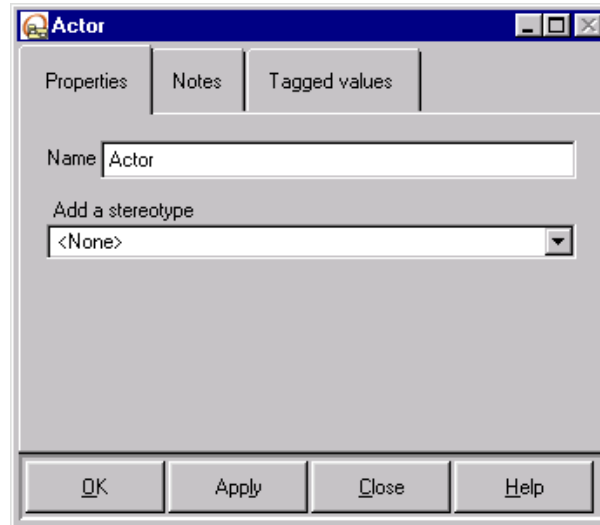 Actor
Properties Notes Tagged values
Name Actor
Add a stereotype
<None>
OK Apply Close Help